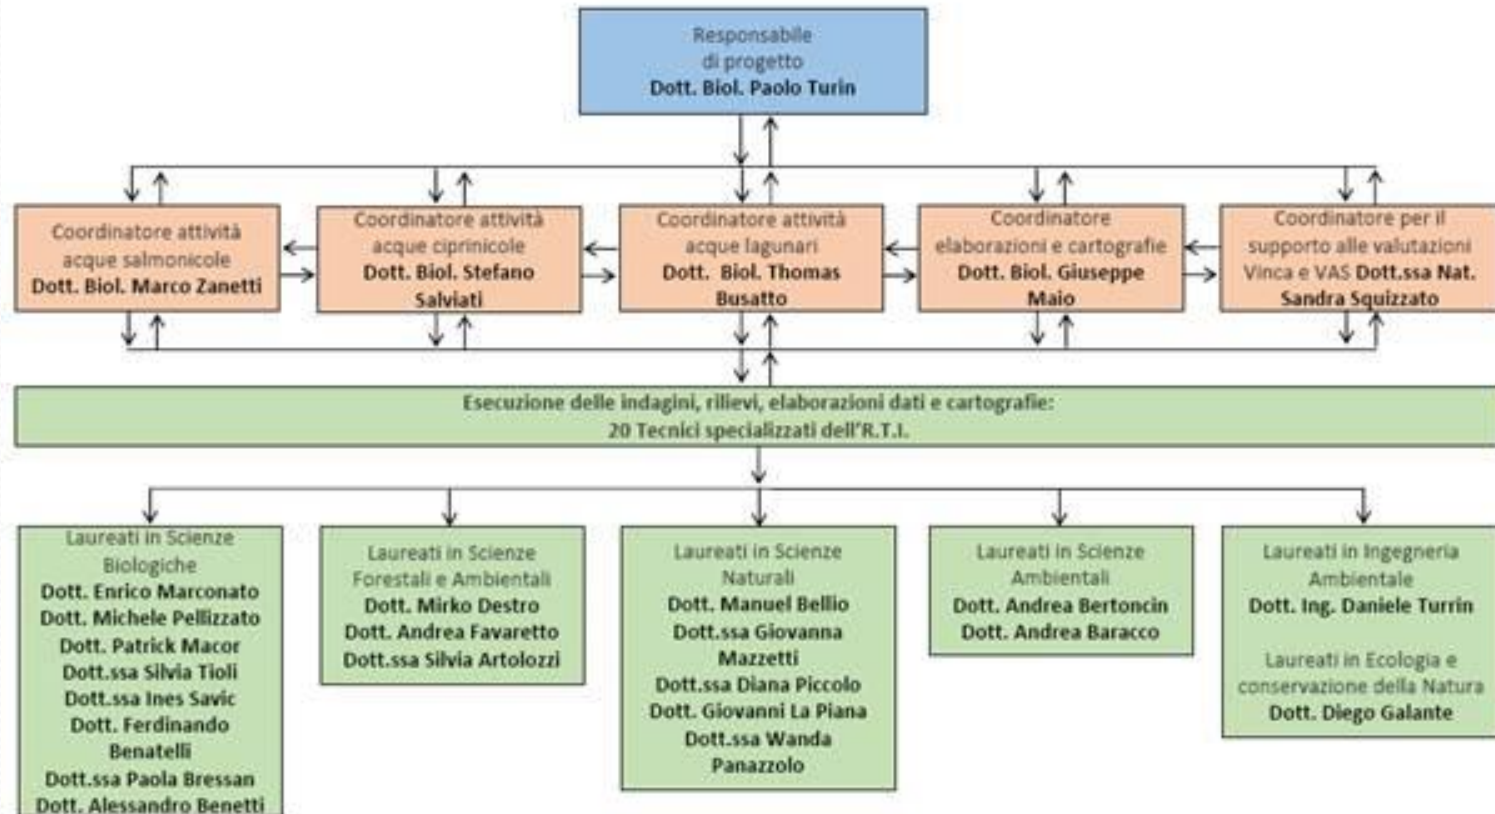 Responsabile
di progetto
Dott. Biol. Paolo Turin
Coordinatore attività
acque salmonicole
Dott. Biol. Marco Zanetti
Coordinatore attività
acque ciprinicole
Dott. Biol. Stefano
Salviati
Coordinatore attività
acque lagunari
Dott. Biol. Thomas
Busatto
Coordinatore
elaborazioni e cartografie
Dott. Biol. Giuseppe
Maio
Coordinatore per il
supporto alle valutazioni
Vinca e VAS Dott.ssa Nat.
Sandra Squizzato
Esecuzione delle indagini, rilievi, elaborazioni dati e cartografie:
20 Tecnici specializzati dell'R.T.I.
Laureati in Scienze
Biologiche
Dott. Enrico Marconato
Dott. Michele Pellizzato
Dott. Patrick Macor
Dott.ssa Silvia Tioli
Dott.ssa Ines Savic
Dott. Ferdinando
Benatelli
Dott.ssa Paola Bressan
Dott. Alessandro Benetti
Laureati in Scienze
Forestali e Ambientali
Dott. Mirko Destro
Dott. Andrea Favaretto
Dott.ssa Silvia Artolozzi
Laureati in Scienze
Naturali
Dott. Manuel Bellio
Dott.ssa Giovanna
Mazzetti
Dott.ssa Diana Piccolo
Dott. Giovanni La Piana
Dott.ssa Wanda
Panazzolo
Laureati in Scienze
Ambientali
Dott. Andrea Bertoncin
Dott. Andrea Baracco
Laureati in Ingegneria
Ambientale
Dott. Ing. Daniele Turrin
Laureati in Ecologia e
conservazione della Natura
Dott. Diego Galante